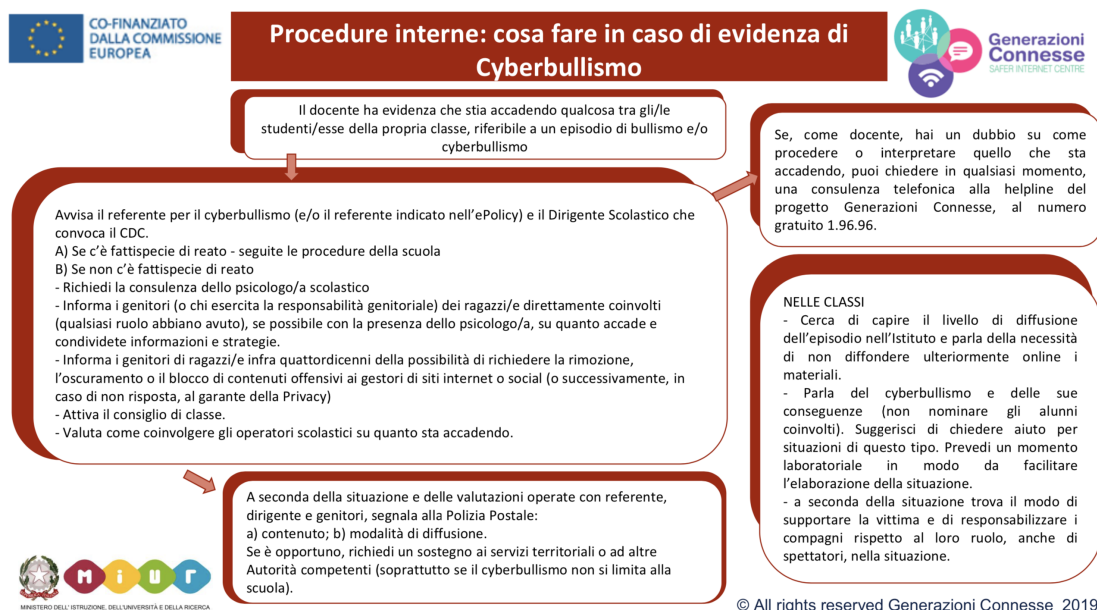 CO-FINANZIATO
DALLA COMMISSIONE
EUROPEA
Procedure interne: cosa fare in caso di evidenza di
Cyberbullismo
Generazioni
Connesse
SAFER INTERNET CENTRE
Il docente ha evidenza che stia accadendo qualcosa tra gli/le
studenti/esse della propria classe, riferibile a un episodio di bullismo e/o
cyberbullismo
Se, come docente, hai un dubbio su come
procedere o interpretare quello che sta
accadendo, puoi chiedere in qualsiasi momento,
una consulenza telefonica alla helpline del
progetto Generazioni Connesse, al numero
gratuito 1.96.96.
Avvisa il referente per il cyberbullismo (e/o il referente indicato nell'ePolicy) e il Dirigente Scolastico che
convoca il CDC.
A) Se c'è fattispecie di reato - seguite le procedure della scuola
B) Se non c'è fattispecie di reato
- Richiedi la consulenza dello psicologo/a scolastico
- Informa i genitori (o chi esercita la responsabilità genitoriale) dei ragazzi/e direttamente coinvolti
(qualsiasi ruolo abbiano avuto), se possibile con la presenza dello psicologo/a, su quanto accade e
condividete informazioni e strategie.
- Informa i genitori di ragazzi/e infra quattordicenni della possibilità di richiedere la rimozione,
l'oscuramento o il blocco di contenuti offensivi ai gestori di siti internet o social (o successivamente, in
caso di non risposta, al garante della Privacy)
- Attiva il consiglio di classe.
- Valuta come coinvolgere gli operatori scolastici su quanto sta accadendo.
NELLE CLASSI
- Cerca di capire il livello di diffusione
dell'episodio nell'Istituto e parla della necessità
di non diffondere ulteriormente online i
materiali.
- Parla del cyberbullismo e delle sue
conseguenze (non nominare gli alunni
coinvolti). Suggerisci di chiedere aiuto per
situazioni di questo tipo. Prevedi un momento
laboratoriale in modo da facilitare
l'elaborazione della situazione.
- a seconda della situazione trova il modo di
supportare la vittima e di responsabilizzare i
compagni rispetto al loro ruolo, anche di
spettatori, nella situazione.
A seconda della situazione e delle valutazioni operate con referente,
dirigente e genitori, segnala alla Polizia Postale:
a) contenuto; b) modalità di diffusione.
Se è opportuno, richiedi un sostegno ai servizi territoriali o ad altre
Autorità competenti (soprattutto se il cyberbullismo non si limita alla
scuola).
miur
MINISTERO DELL' ISTRUZIONE, DELL'UNIVERSITÀ E DELLA RICERCA
© All rights reserved Generazioni Connesse 2019